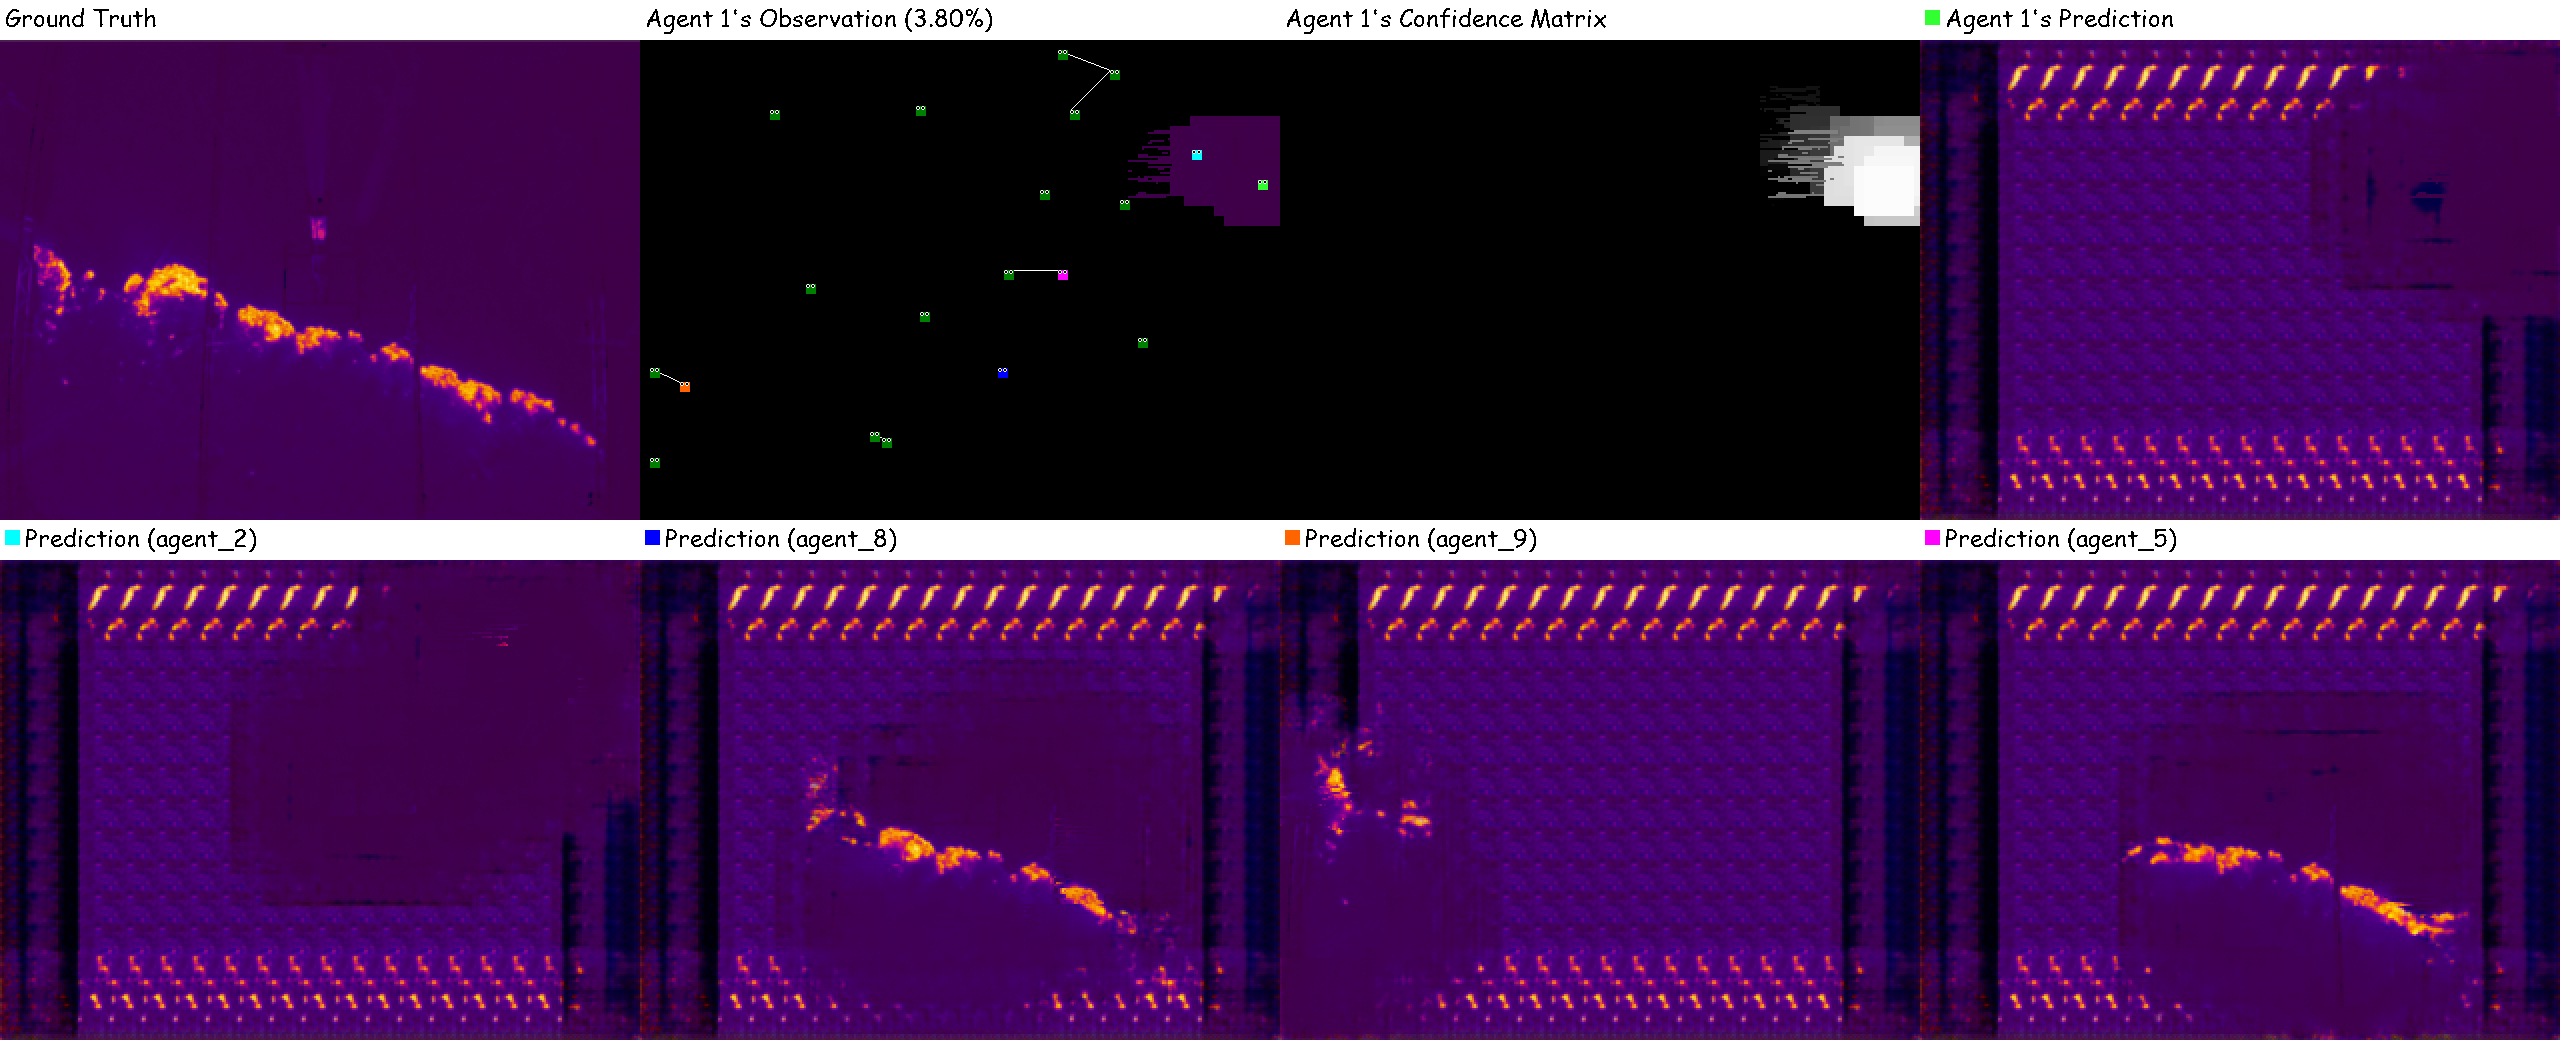 Ground Truth
Agent 1's Observation (3.80%)
Agent 1's Confidence Matrix
Agent 1's Prediction
Prediction (agent_2)
Prediction (agent_8)
Prediction (agent_9)
Prediction (agent_5)